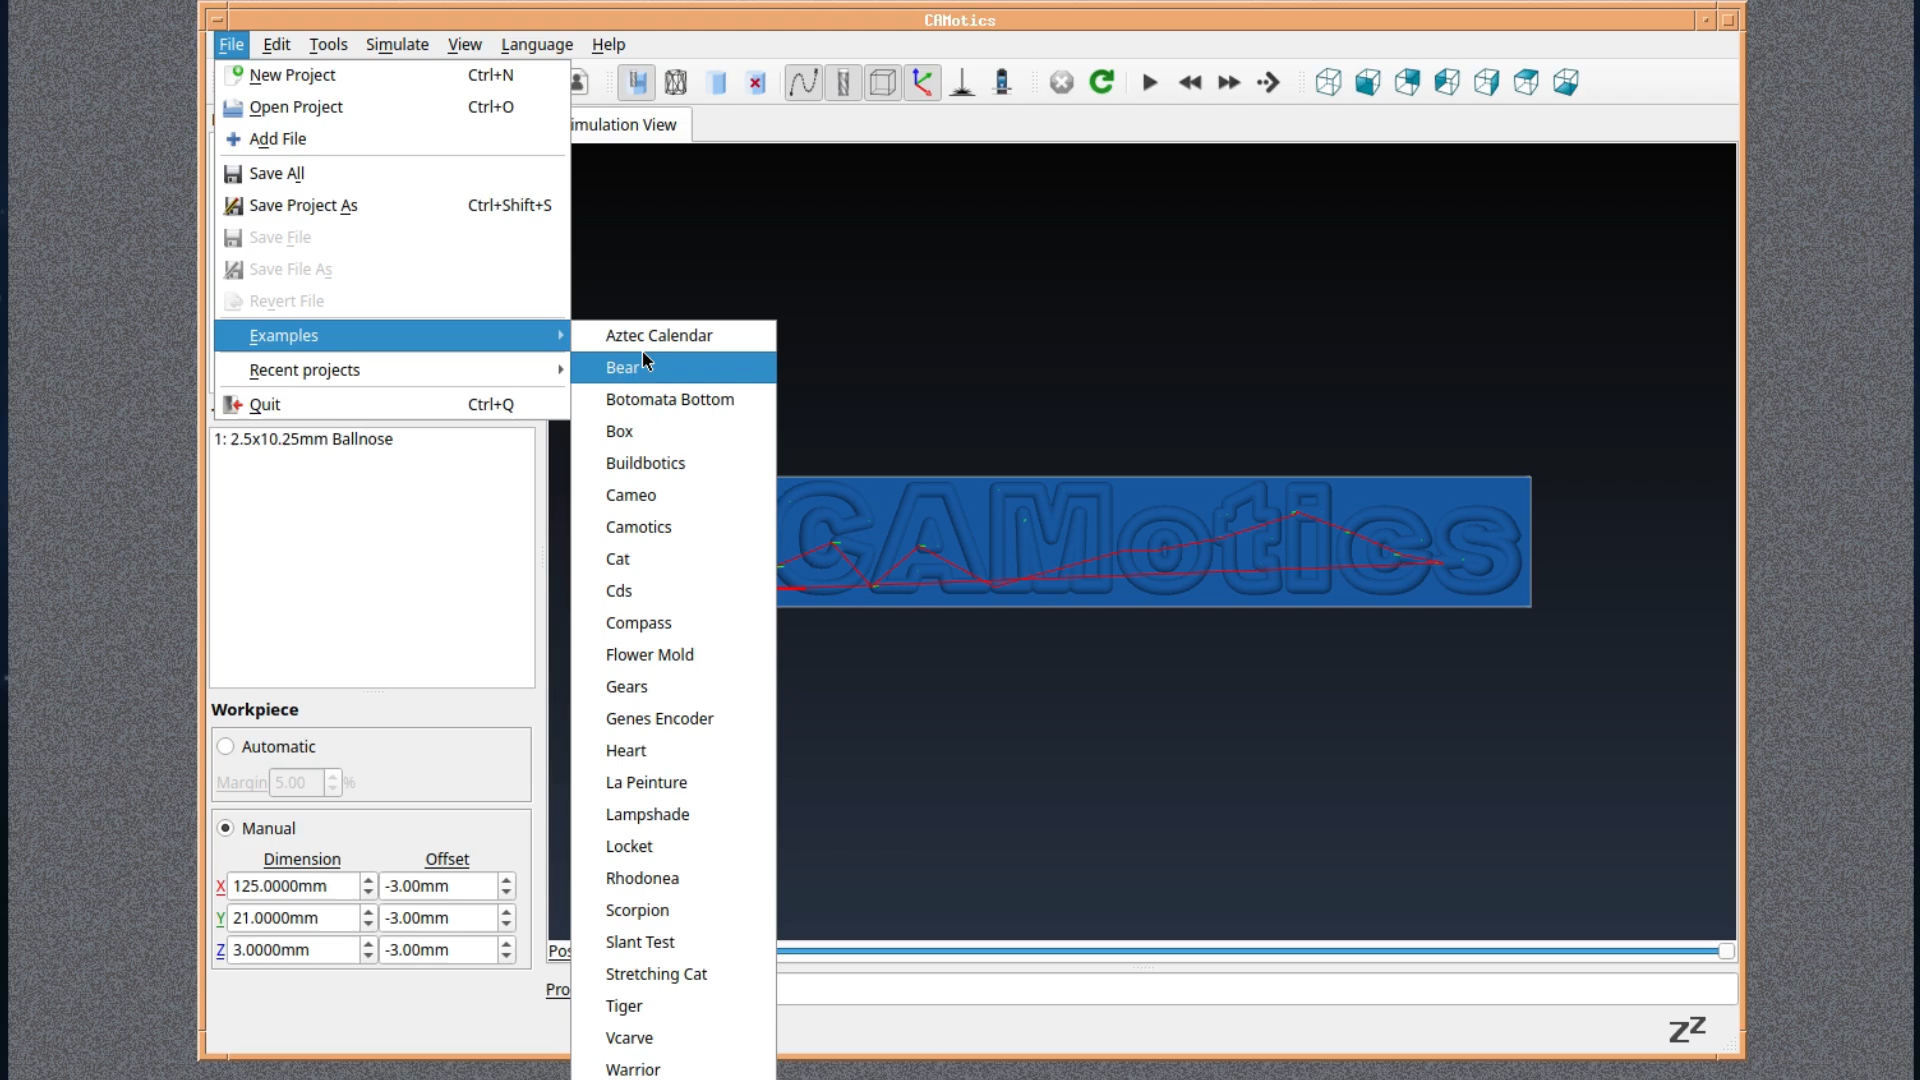 CAMotics
File Edit Tools Simulate View Language Help
New Project Ctrl+N
Open Project Ctrl+O
Add File
imulation View
Save All
Save Project As Ctrl+Shift+S
Save File
Save File As
Revert File
Examples
Recent projects
Quit Ctrl+Q
Aztec Calendar
Bear
Botomata Bottom
Box
Buildbotics
Cameo
Camotics
Cat
Cds
Compass
Flower Mold
Gears
Genes Encoder
Heart
La Peinture
Lampshade
Locket
Rhodonea
Scorpion
Slant Test
Stretching Cat
Tiger
Vcarve
Warrior
1: 2.5x10.25mm Ballnose
CAMotics
Workpiece
Automatic
Margin 5.00 %
Manual
Dimension Offset
X 125.0000mm -3.00mm
Y 21.0000mm -3.00mm
Z 3.0000mm -3.00mm
Pos
Pro
zz